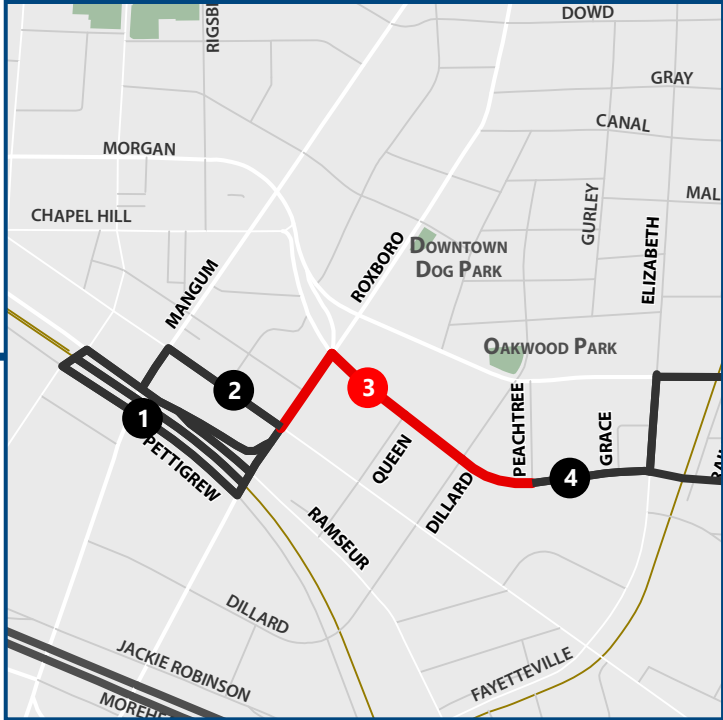 DOWD
RIGSB
GRAY
CANAL
MORGAN
MAL
CHAPEL HILL
GURLEY
ELIZABETH
ROXBORO
DOWNTOWN
DOG PARK
MANGUM
OAKWOOD PARK
2
3
1
PETTIGREW
QUEEN
PEACHTREE
GRACE
4
DILLARD
RAMSEUR
DILLARD
JACKIE ROBINSON
FAYETTEVILLE
MOREHE